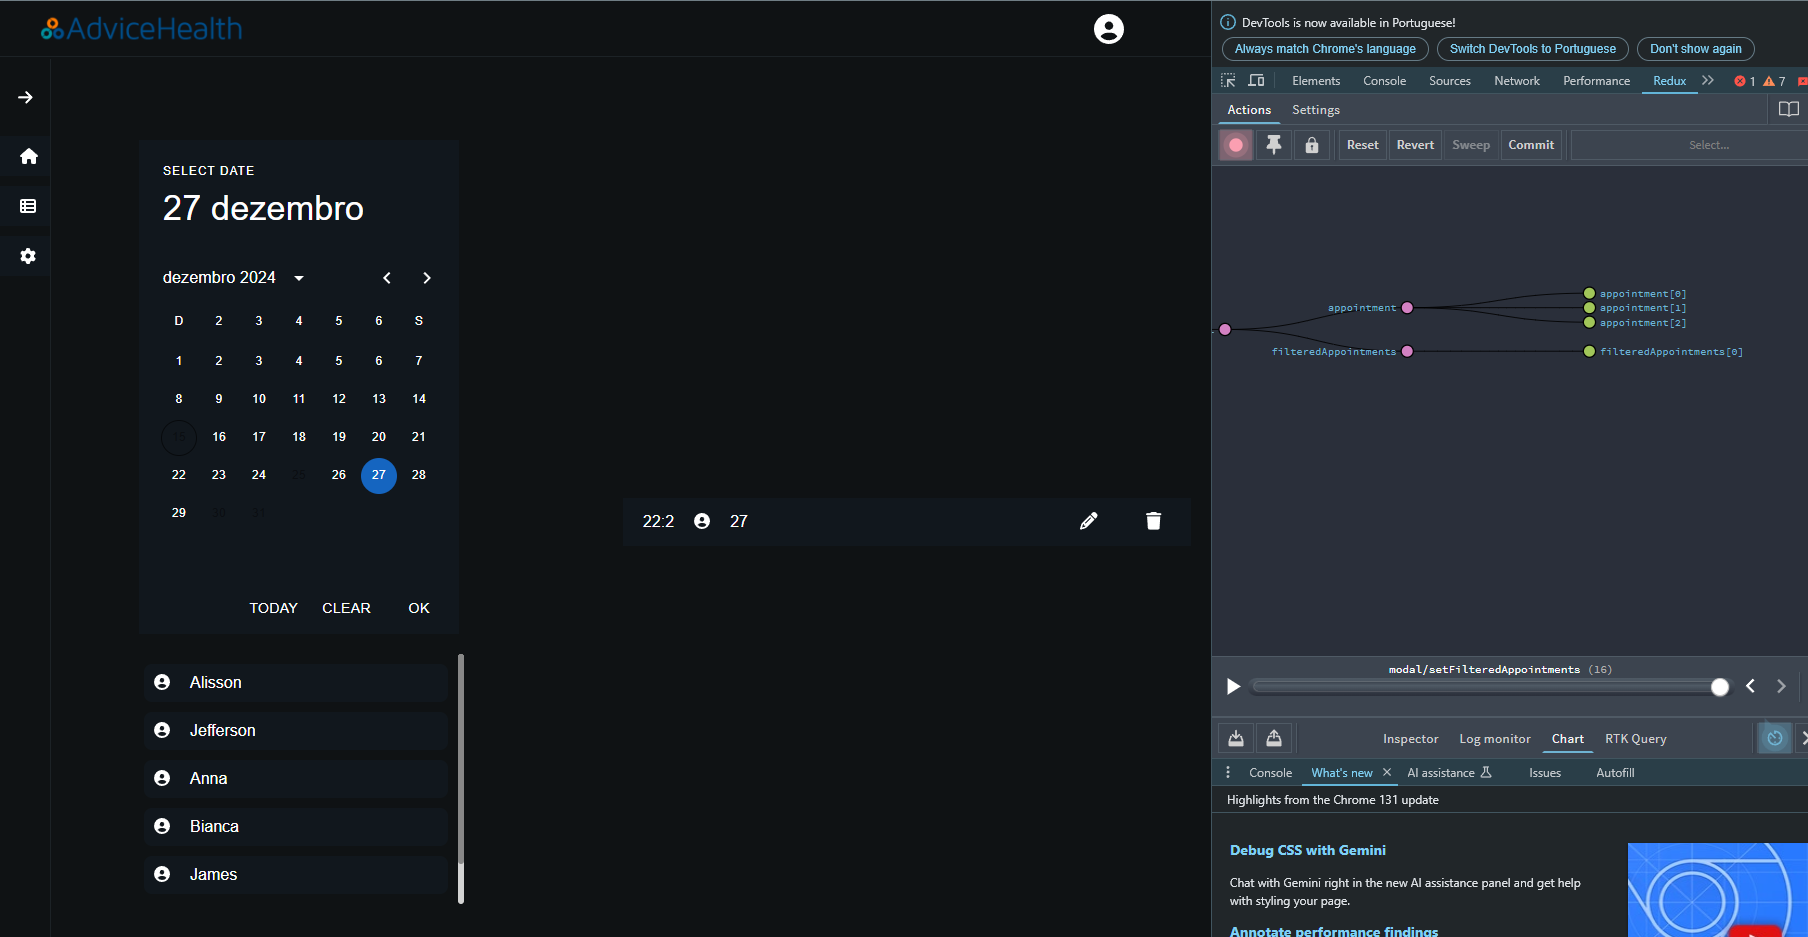 AdviceHealth
SELECT DATE
27 dezembro
dezembro 2024
D 2 3 4 5 6 S
1 2 3 4 5 6 7
8 9 10 11 12 13 14
15 16 17 18 19 20 21
22 23 24 25 26 27 28
29 30 31
TODAY CLEAR OK
Alisson
Jefferson
Anna
Bianca
James
22:2 27
DevTools is now available in Portuguese!
Always match Chrome's language Switch DevTools to Portuguese Don't show again
Elements Console Sources Network Performance Redux 1 7
Actions Settings
Reset Revert Sweep Commit Select...
appointment
appointment[0]
appointment[1]
appointment[2]
filteredAppointments
filteredAppointments[0]
modal/setFilteredAppointments (16)
Inspector Log monitor Chart RTK Query
Console What's new AI assistance Issues Autofill
Highlights from the Chrome 131 update
Debug CSS with Gemini
Chat with Gemini right in the new AI assistance panel and get help
with styling your page.
Annotate performance findings